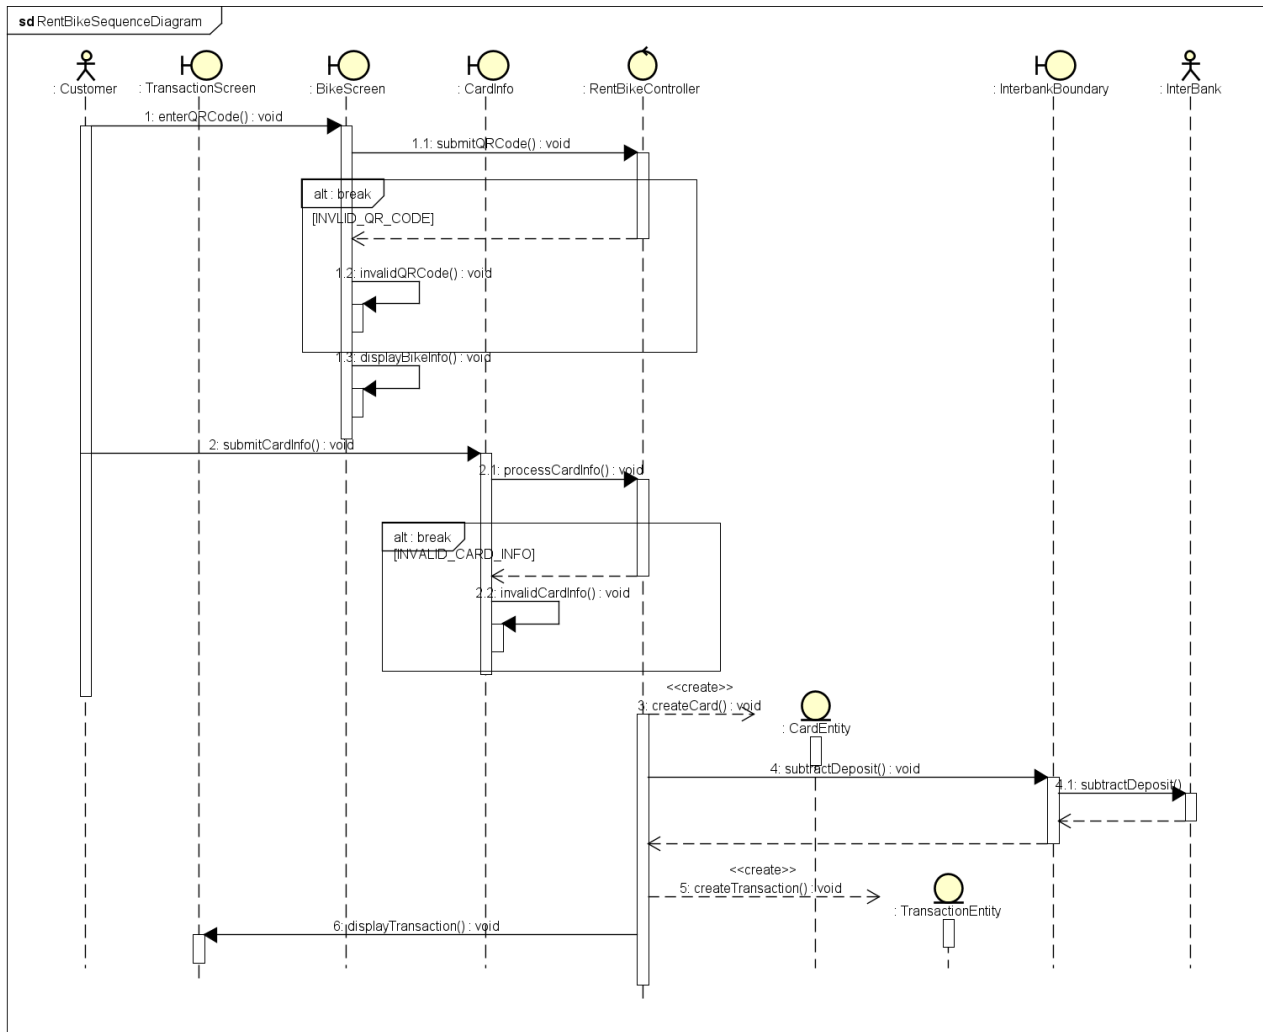 sd RentBikeSequenceDiagram
: Customer
: TransactionScreen
: BikeScreen
: CardInfo
: RentBikeController
: InterbankBoundary
: InterBank
1: enterQRCode() : void
1.1: submitQRCode() : void
alt : break
[INVLID_QR_CODE]
1.2: invalidQRCode() : void
1.3: displayBikeInfo() : void
2: submitCardInfo() : void
2.1: processCardInfo() : void
alt : break
[INVALID_CARD_INFO]
2.2: invalidCardInfo() : void
<<create>>
3: createCard() : void
: CardEntity
4: subtractDeposit() : void
4.1: subtractDeposit()
<<create>>
5: createTransaction() : void
: TransactionEntity
6: displayTransaction() : void